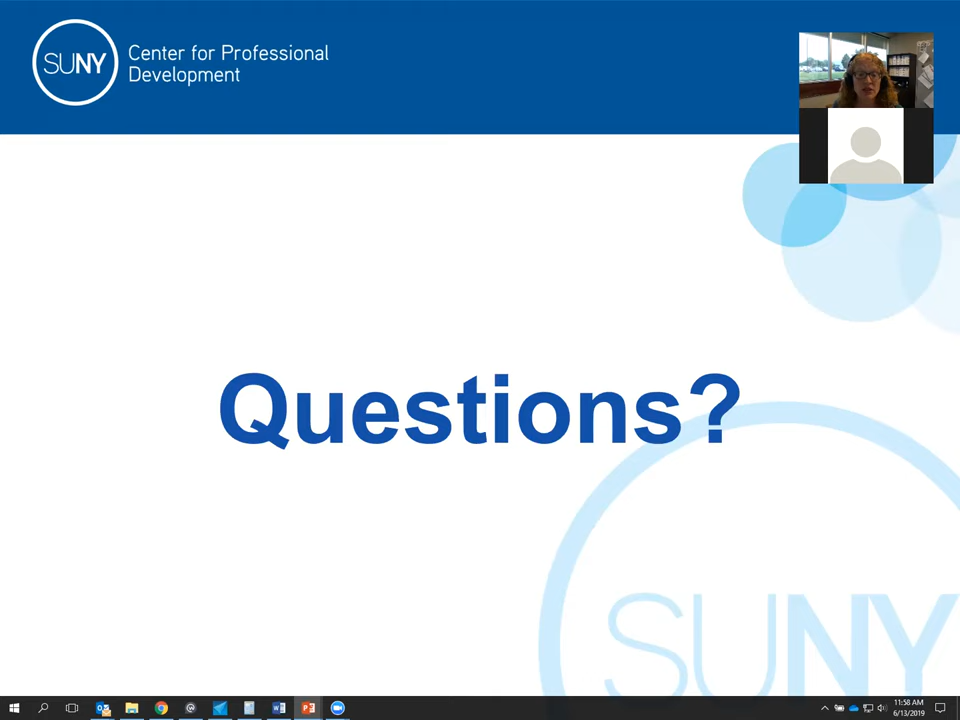 SUNY
Center for Professional
Development
Questions?
SUNY
11:58 AM
6/13/2019